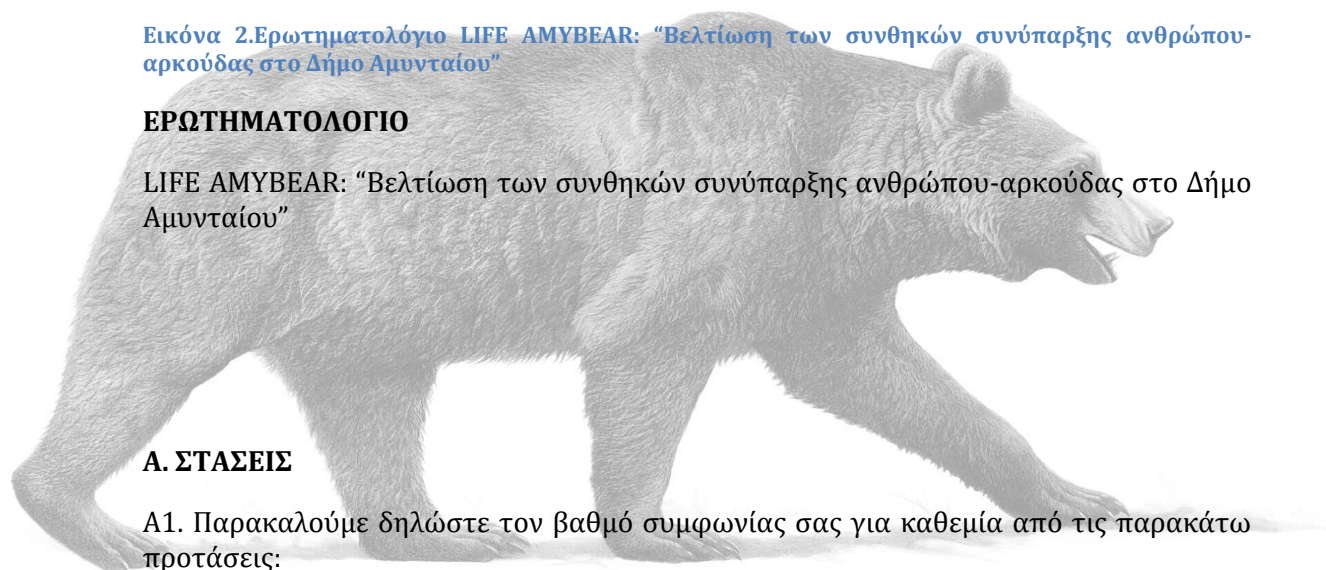 Εικόνα 2.Ερωτηματολόγιο LIFE AMYBEAR: “Βελτίωση των συνθηκών συνύπαρξης ανθρώπου-
αρκούδας στο Δήμο Αμυνταίου”
ΕΡΩΤΗΜΑΤΟΛΟΓΙΟ
LIFE AMYBEAR: “Βελτίωση των συνθηκών συνύπαρξης ανθρώπου-αρκούδας στο Δήμο
Αμυνταίου”
Α. ΣΤΑΣΕΙΣ
Α1. Παρακαλούμε δηλώστε τον βαθμό συμφωνίας σας για καθεμία από τις παρακάτω
προτάσεις: